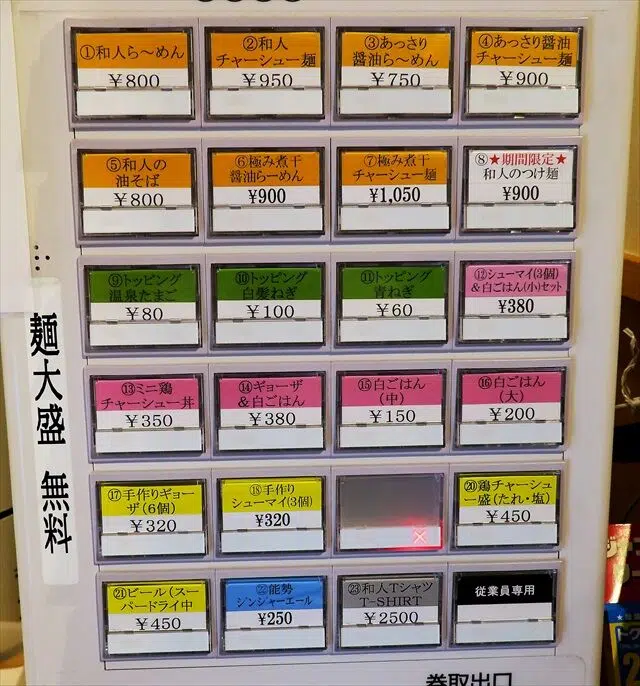 ①和人ら～めん
￥800
②和人
チャーシュー麺
￥950
③あっさり
醤油ら～めん
￥750
④あっさり醤油
チャーシュー麺
￥900
⑤和人の
油そば
￥800
⑥極み煮干
醤油らーめん
¥900
⑦極み煮干
チャーシュー麺
¥1,050
⑧★期間限定★
和人のつけ麺
¥900
⑨トッピング
温泉たまご
￥80
⑩トッピング
白髪ねぎ
￥100
⑪トッピング
青ねぎ
￥60
⑫シューマイ(3個)
＆白ごはん(小)セット
¥380
⑬ミニ鶏
チャーシュー丼
￥350
⑭ギョーザ
＆白ごはん
￥380
⑮白ごはん
(中)
￥150
⑯白ごはん
(大)
￥200
⑰手作りギョー
ザ(6個)
￥320
⑱手作り
シューマイ(3個)
¥320
⑳鶏チャーシュ
ー盛(たれ・塩)
￥450
㉑ビール(スー
パードライ中
￥450
㉒能勢
ジンジャーエール
¥250
㉓和人Tシャツ
T-SHIRT
￥2500
従業員専用
麺大盛 無料
券取出口